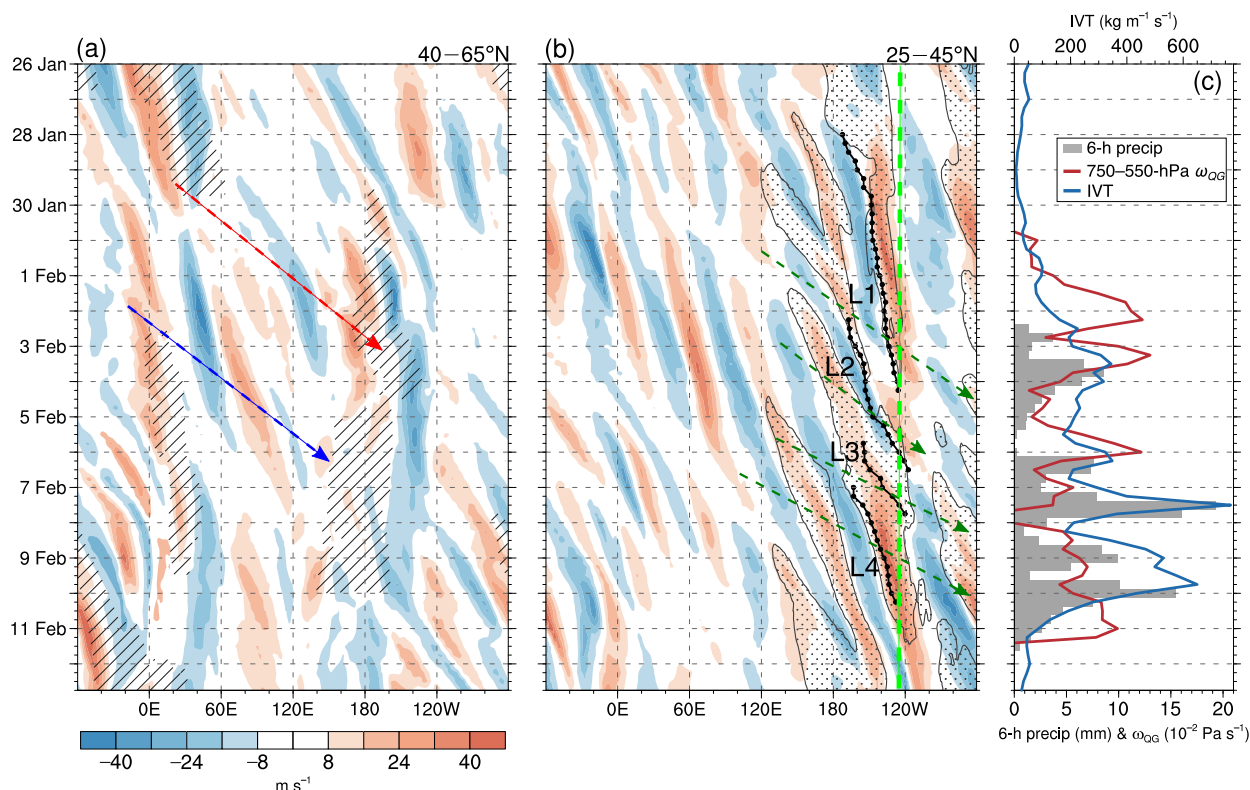 (a)
40−65°N
(b)
25−45°N
IVT (kg m⁻¹ s⁻¹)
0 200 400 600
(c)
26 Jan
28 Jan
30 Jan
1 Feb
3 Feb
5 Feb
7 Feb
9 Feb
11 Feb
L1
L2
L3
L4
6-h precip
750–550-hPa ω_QG
IVT
0E 60E 120E 180 120W
0E 60E 120E 180 120W
0 5 10 15 20
6-h precip (mm) & ω_QG (10⁻² Pa s⁻¹)
−40 −24 −8 8 24 40
m s⁻¹